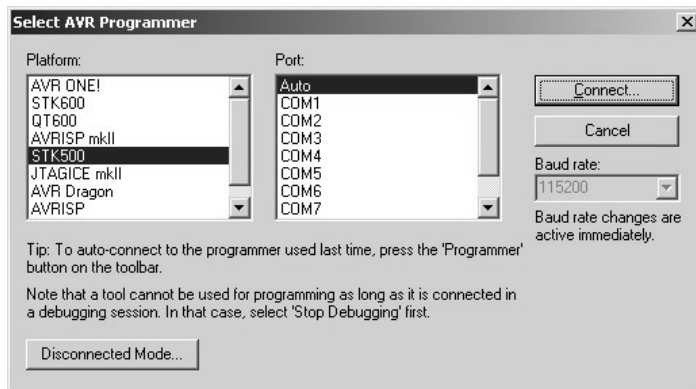 Select AVR Programmer
Platform:
AVR ONE!
STK600
QT600
AVRISP mkII
STK500
JTAGICE mkII
AVR Dragon
AVRISP
Port:
Auto
COM1
COM2
COM3
COM4
COM5
COM6
COM7
Connect...
Cancel
Baud rate:
115200
Baud rate changes are
active immediately.
Tip: To auto-connect to the programmer used last time, press the 'Programmer'
button on the toolbar.
Note that a tool cannot be used for programming as long as it is connected in
a debugging session. In that case, select 'Stop Debugging' first.
Disconnected Mode...